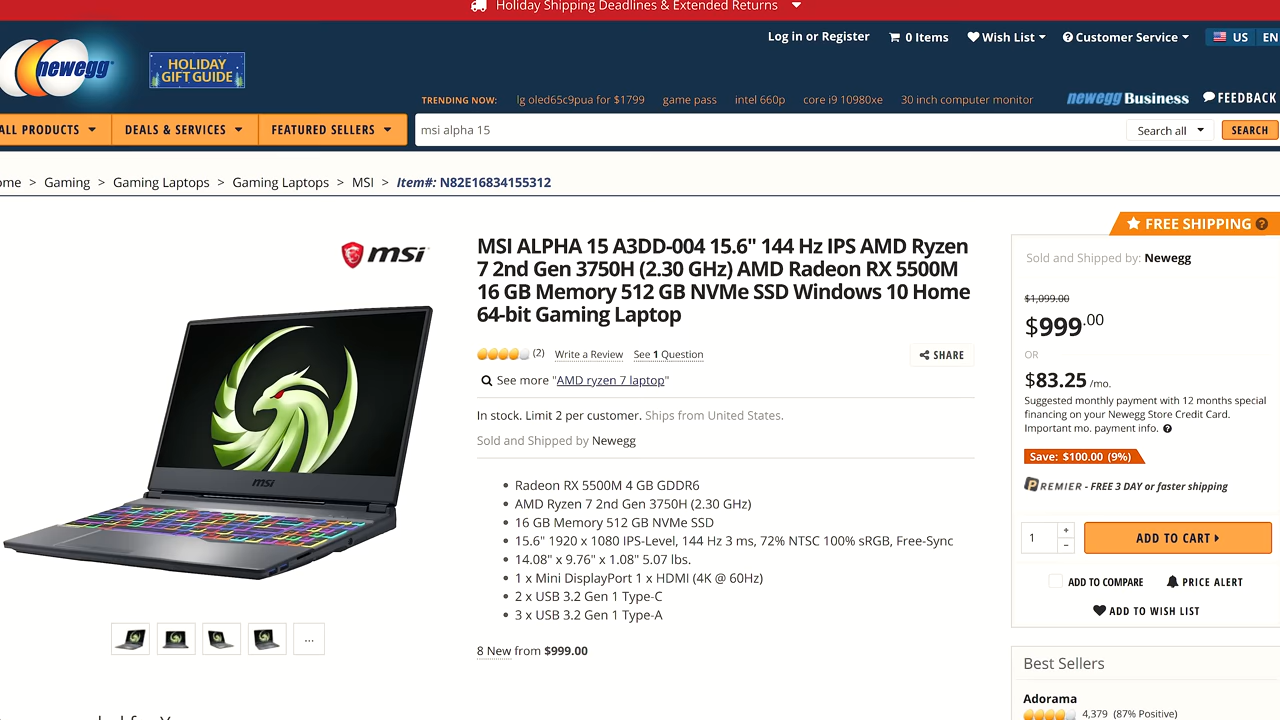 Holiday Shipping Deadlines & Extended Returns
newegg
HOLIDAY
GIFT GUIDE
Log in or Register
0 Items
Wish List
Customer Service
US
EN
TRENDING NOW:
lg oled65c9pua for $1799
game pass
intel 660p
core i9 10980xe
30 inch computer monitor
newegg Business
FEEDBACK
ALL PRODUCTS
DEALS & SERVICES
FEATURED SELLERS
msi alpha 15
Search all
SEARCH
ome > Gaming > Gaming Laptops > Gaming Laptops > MSI > Item#: N82E16834155312
msi
msi
MSI ALPHA 15 A3DD-004 15.6" 144 Hz IPS AMD Ryzen
7 2nd Gen 3750H (2.30 GHz) AMD Radeon RX 5500M
16 GB Memory 512 GB NVMe SSD Windows 10 Home
64-bit Gaming Laptop
(2) Write a Review See 1 Question
SHARE
See more "AMD ryzen 7 laptop"
In stock. Limit 2 per customer. Ships from United States.
Sold and Shipped by Newegg
Radeon RX 5500M 4 GB GDDR6
AMD Ryzen 7 2nd Gen 3750H (2.30 GHz)
16 GB Memory 512 GB NVMe SSD
15.6" 1920 x 1080 IPS-Level, 144 Hz 3 ms, 72% NTSC 100% sRGB, Free-Sync
14.08" x 9.76" x 1.08" 5.07 lbs.
1 x Mini DisplayPort 1 x HDMI (4K @ 60Hz)
2 x USB 3.2 Gen 1 Type-C
3 x USB 3.2 Gen 1 Type-A
8 New from $999.00
...
FREE SHIPPING
Sold and Shipped by: Newegg
$1,099.00
$999.00
OR
$83.25 /mo.
Suggested monthly payment with 12 months special
financing on your Newegg Store Credit Card.
Important mo. payment info.
Save: $100.00 (9%)
PREMIER - FREE 3 DAY or faster shipping
1
+
-
ADD TO CART
ADD TO COMPARE
PRICE ALERT
ADD TO WISH LIST
Best Sellers
Adorama
4,379 (87% Positive)